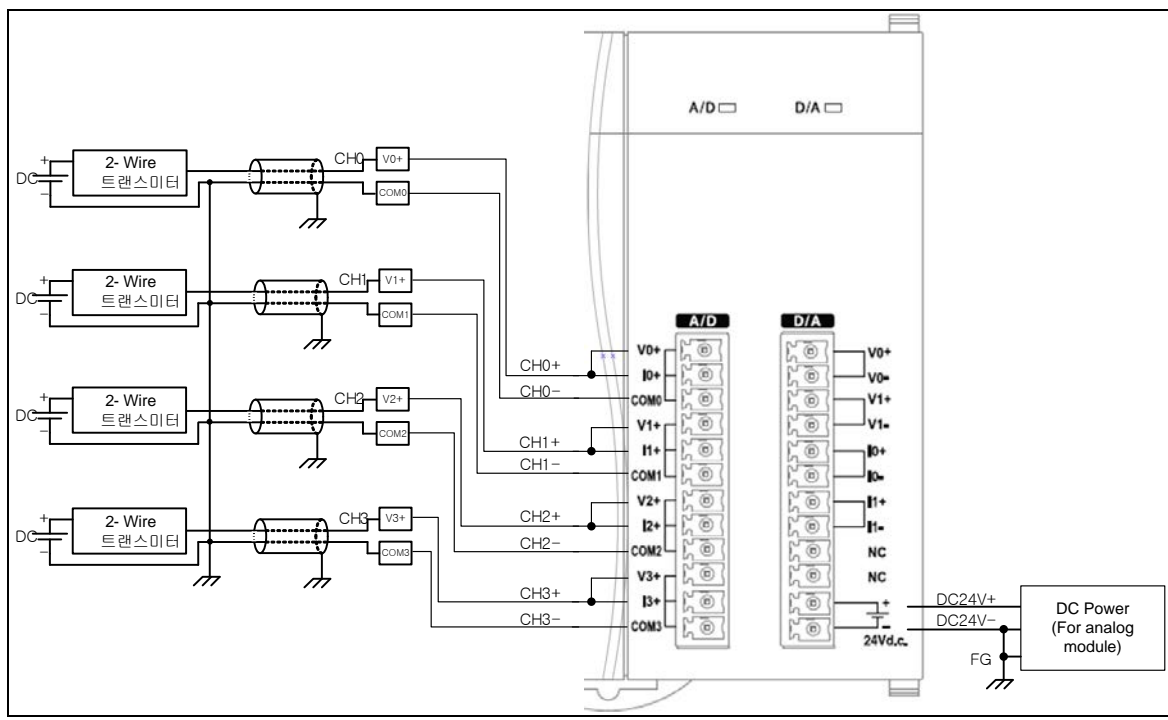 A/D D/A
+
DC
−
2- Wire
트랜스미터
CH0
V0+
COM0
+
DC
−
2- Wire
트랜스미터
CH1
V1+
COM1
+
DC
−
2- Wire
트랜스미터
CH2
V2+
COM2
+
DC
−
2- Wire
트랜스미터
CH3
V3+
COM3
CH0+
CH0−
CH1+
CH1−
CH2+
CH2−
CH3+
CH3−
A/D
V0+
I0+
COM0
V1+
I1+
COM1
V2+
I2+
COM2
V3+
I3+
COM3
D/A
V0+
V0-
V1+
V1-
I0+
I0-
I1+
I1-
NC
NC
+
−
24Vd.c.
DC24V+
DC24V−
FG
DC Power
(For analog
module)